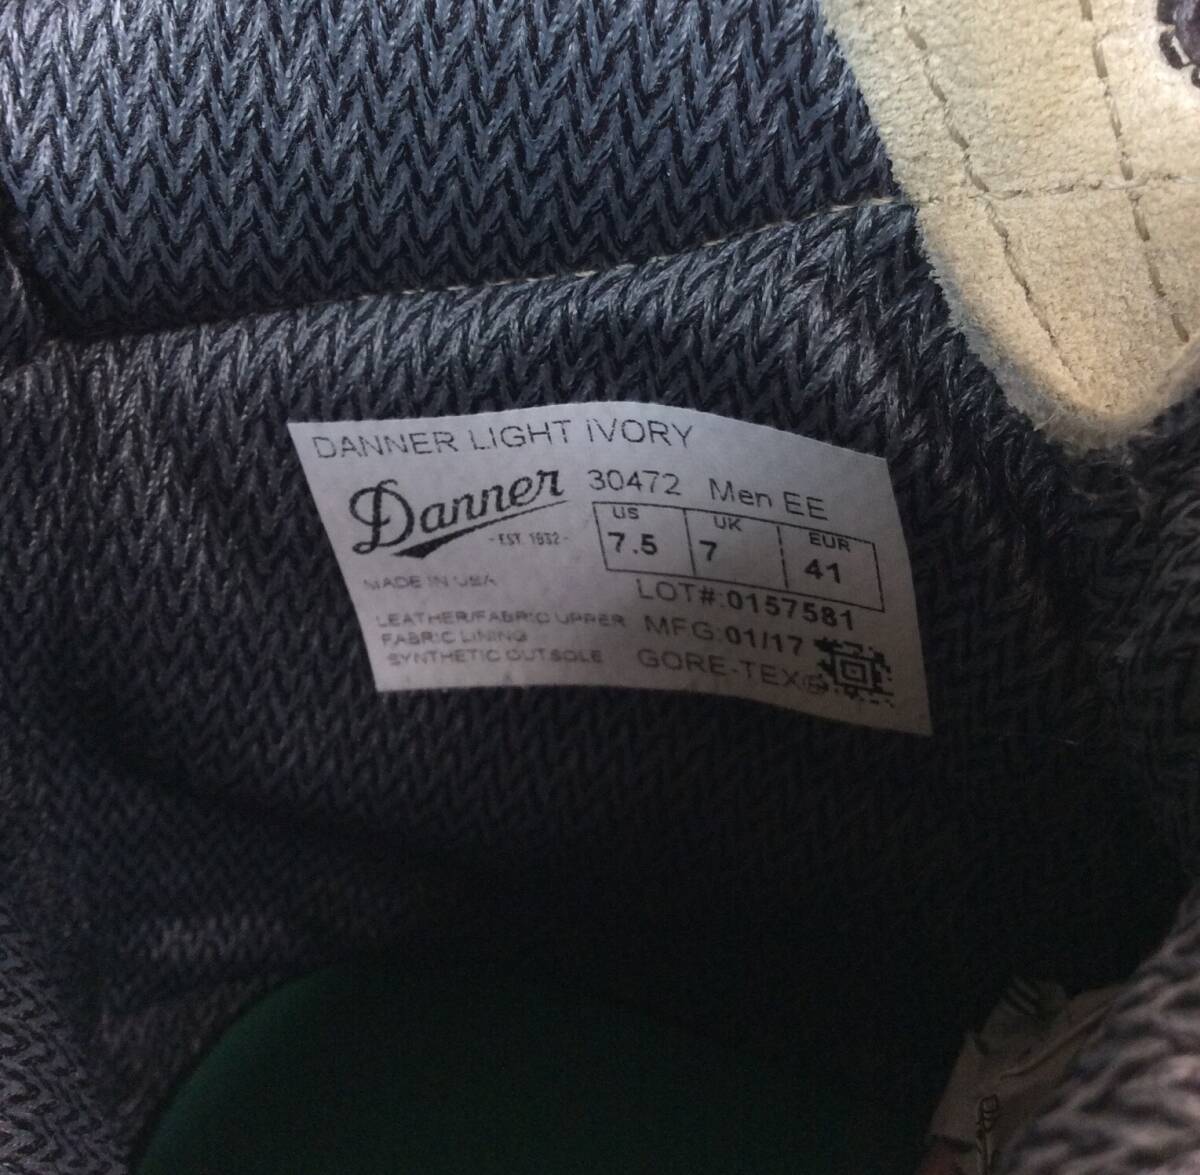 DANNER LIGHT iVORY
Danner
-EST. 1932-
30472 Men EE
US UK EUR
7.5 7 41
MADE IN USA
LOT#:0157581
LEATHER/FABRIC UPPER
FABRIC LINING
SYNTHETIC OUTSOLE
MFG:01/17
GORE-TEX®